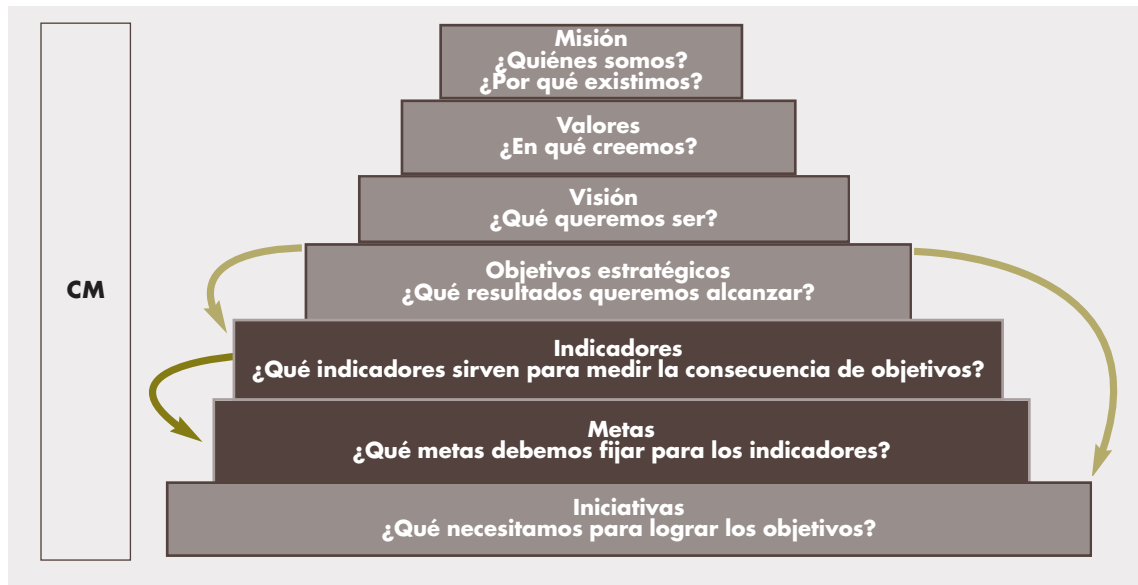 Misión
¿Quiénes somos?
¿Por qué existimos?
Valores
¿En qué creemos?
Visión
¿Qué queremos ser?
CM
Objetivos estratégicos
¿Qué resultados queremos alcanzar?
Indicadores
¿Qué indicadores sirven para medir la consecuencia de objetivos?
Metas
¿Qué metas debemos fijar para los indicadores?
Iniciativas
¿Qué necesitamos para lograr los objetivos?